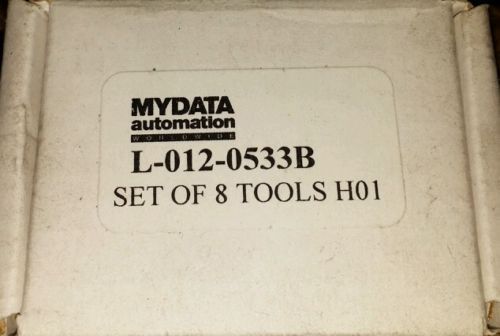 MYDATA
automation
WORLDWIDE
L-012-0533B
SET OF 8 TOOLS H01